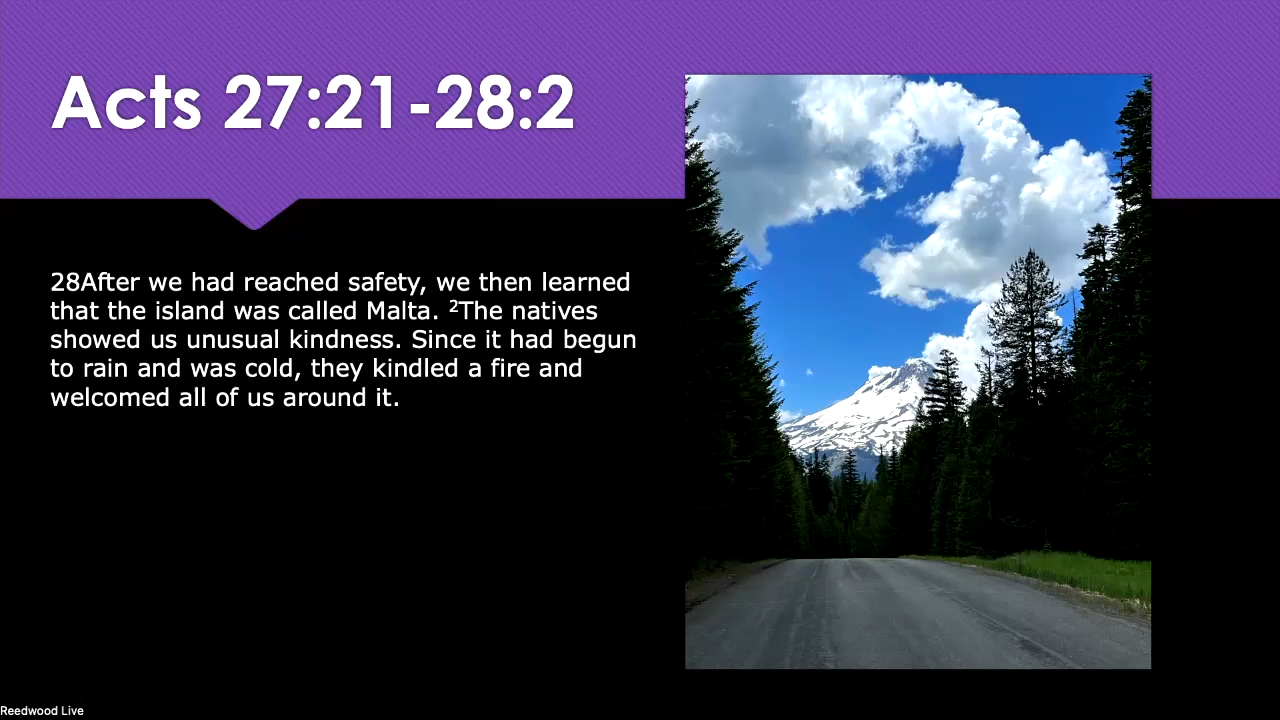 Acts 27:21-28:2
28After we had reached safety, we then learned
that the island was called Malta. ²The natives
showed us unusual kindness. Since it had begun
to rain and was cold, they kindled a fire and
welcomed all of us around it.
Reedwood Live